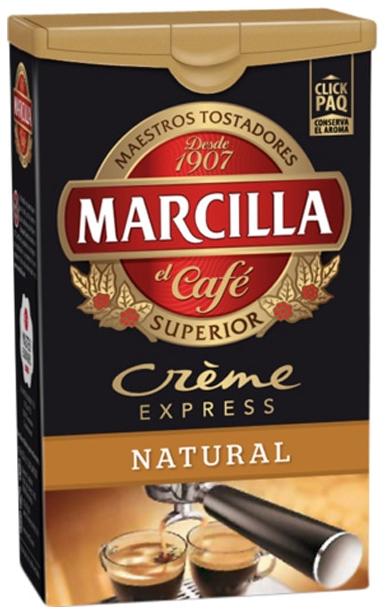 CLICK
PAQ
CONSERVA
EL AROMA
MAESTROS TOSTADORES
Desde
1907
MARCILLA
el Café
SUPERIOR
Crème
EXPRESS
NATURAL